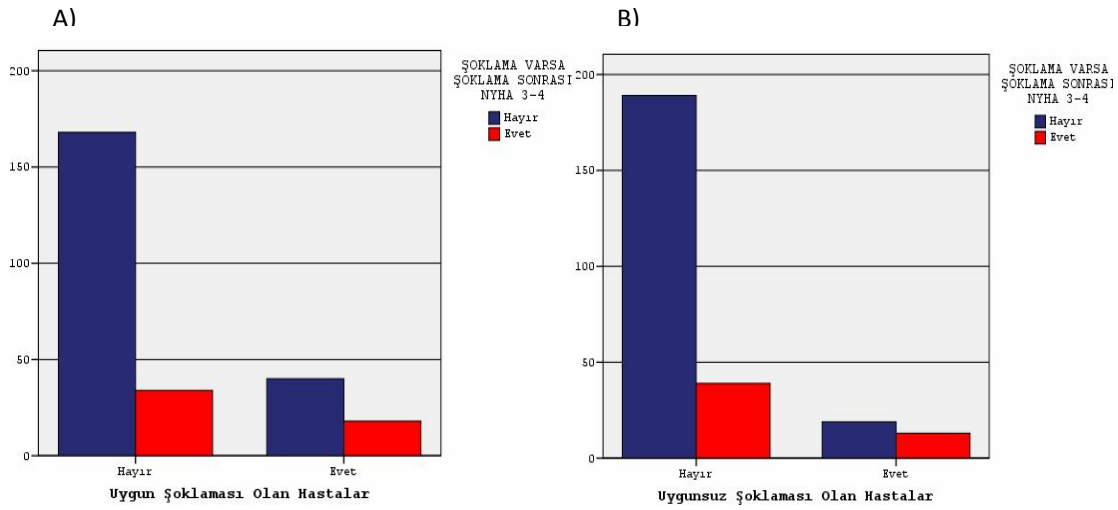 A)
B)
ŞOKLAMA VARSA
ŞOKLAMA SONRASI
NYHA 3-4
Hayır
Evet
200
150
100
50
0
Hayır
Evet
Uygun Şoklaması Olan Hastalar
ŞOKLAMA VARSA
ŞOKLAMA SONRASI
NYHA 3-4
Hayır
Evet
200
150
100
50
0
Hayır
Evet
Uygunsuz Şoklaması Olan Hastalar